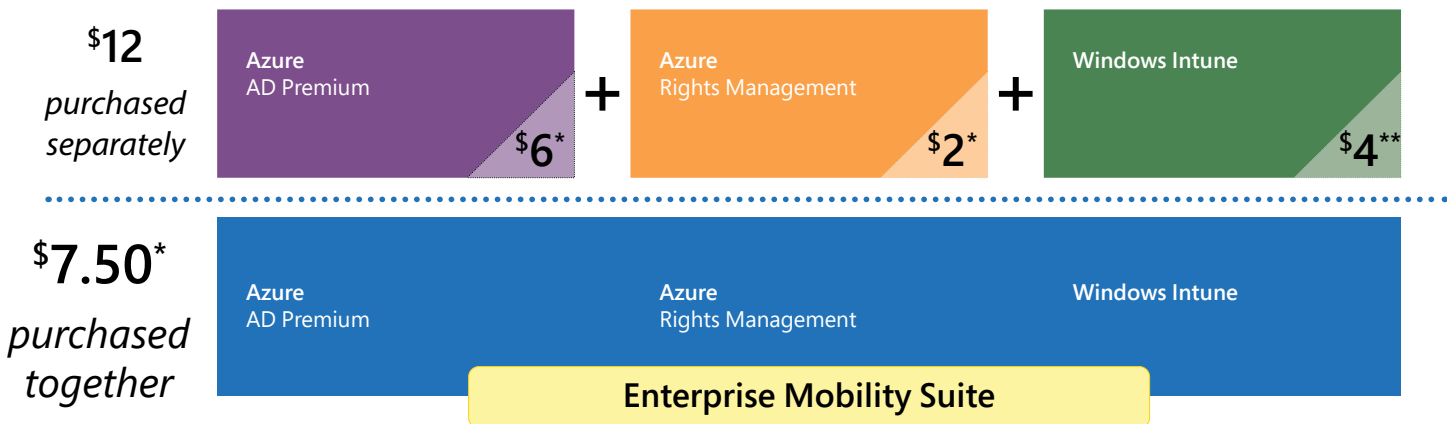 $12
purchased
separately
Azure
AD Premium
$6*
+
Azure
Rights Management
$2*
+
Windows Intune
$4**
$7.50*
purchased
together
Azure
AD Premium
Azure
Rights Management
Windows Intune
Enterprise Mobility Suite